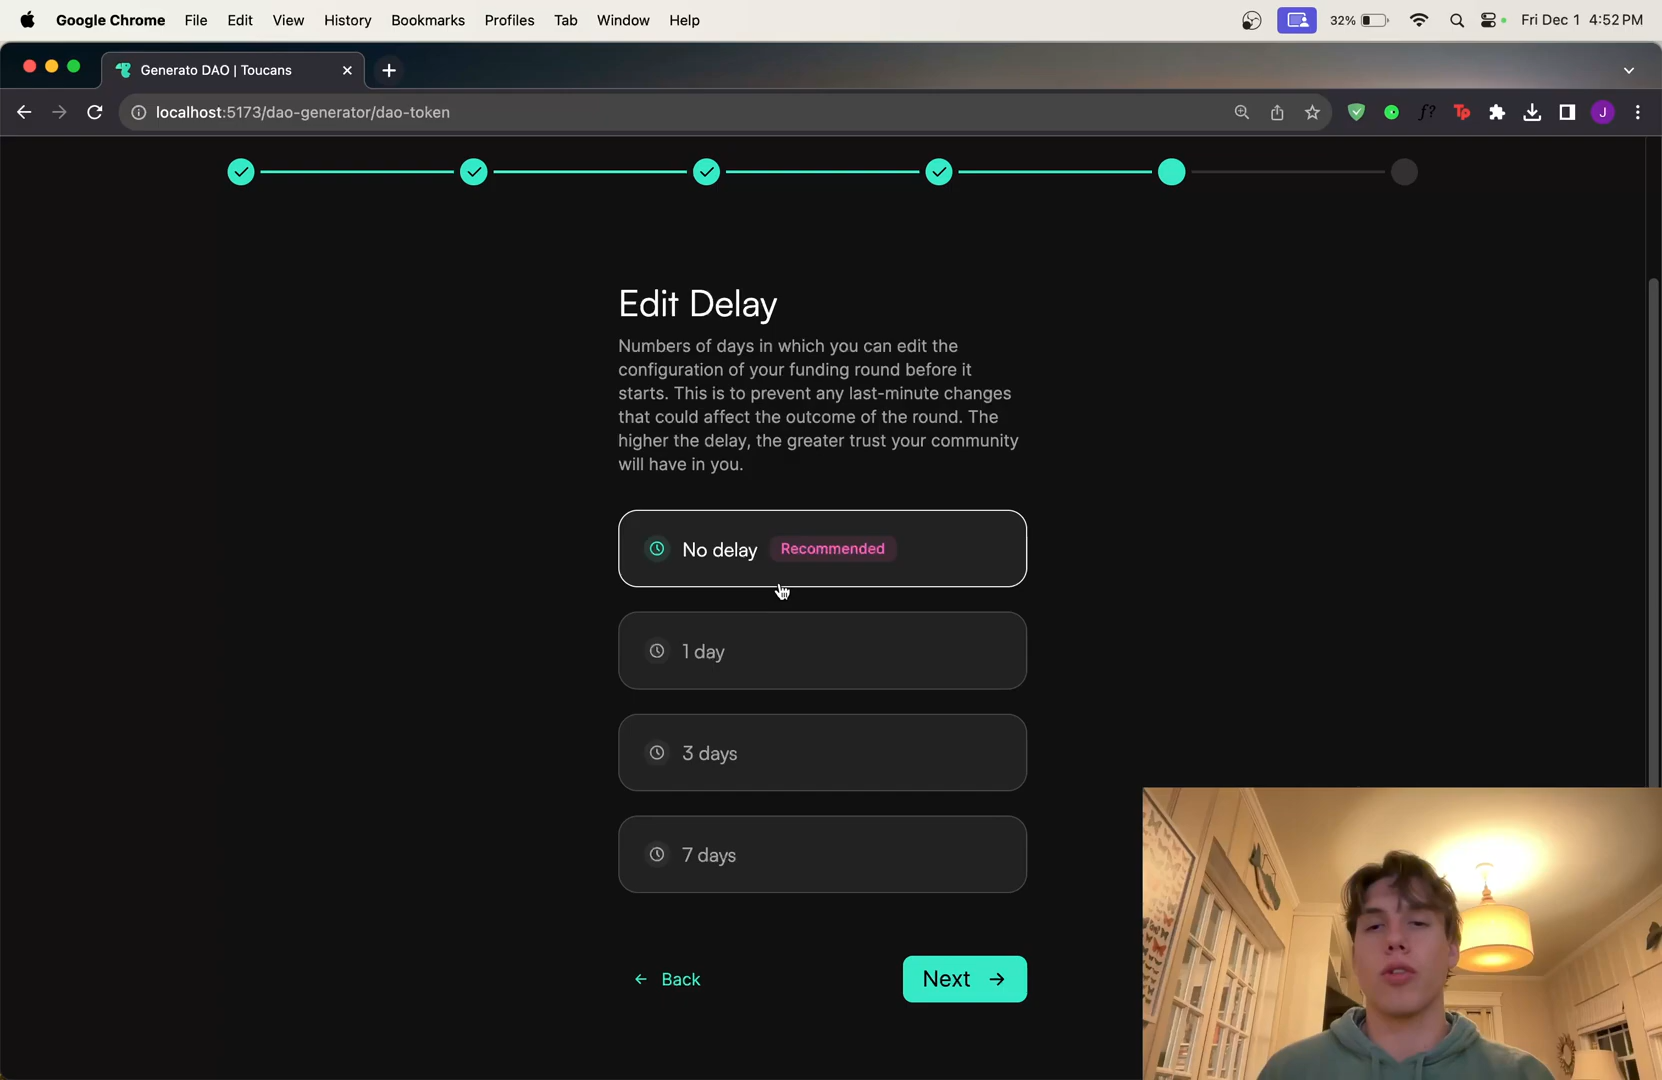 Google Chrome File Edit View History Bookmarks Profiles Tab Window Help 32% Fri Dec 1 4:52 PM
Generato DAO | Toucans
localhost:5173/dao-generator/dao-token f? Tp J
Edit Delay
Numbers of days in which you can edit the
configuration of your funding round before it
starts. This is to prevent any last-minute changes
that could affect the outcome of the round. The
higher the delay, the greater trust your community
will have in you.
No delay Recommended
1 day
3 days
7 days
← Back Next →